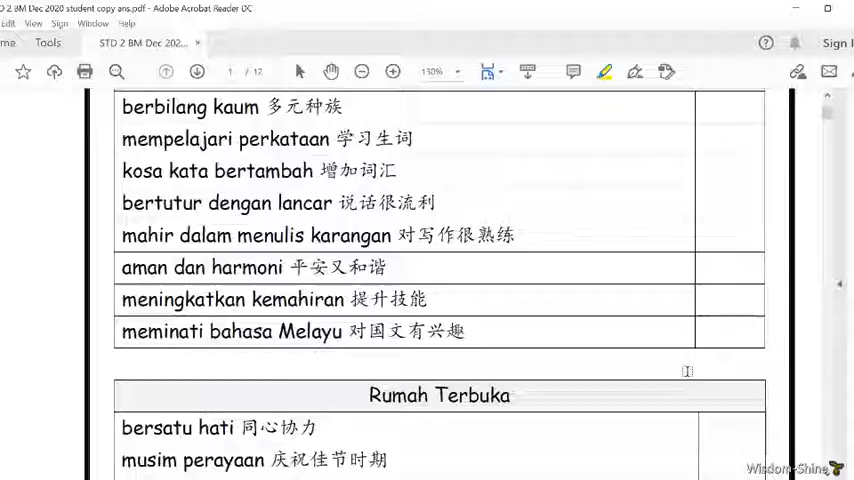 TD 2 BM Dec 2020 student copy ans.pdf - Adobe Acrobat Reader DC
Edit View Sign Window Help
me Tools STD 2 BM Dec 202... × Sign I
1 / 12 130%
berbilang kaum 多元种族
mempelajari perkataan 学习生词
kosa kata bertambah 增加词汇
bertutur dengan lancar 说话很流利
mahir dalam menulis karangan 对写作很熟练
aman dan harmoni 平安又和谐
meningkatkan kemahiran 提升技能
meminati bahasa Melayu 对国文有兴趣
Rumah Terbuka
bersatu hati 同心协力
musim perayaan 庆祝佳节时期
Wisdom-Shine